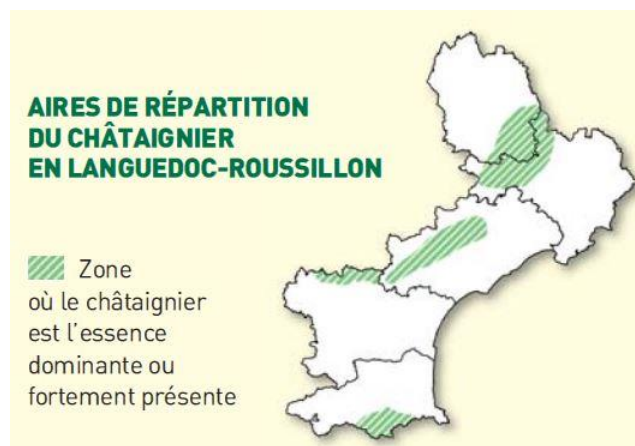 AIRES DE RÉPARTITION
DU CHÂTAIGNIER
EN LANGUEDOC-ROUSSILLON
Zone
où le châtaignier
est l'essence
dominante ou
fortement présente